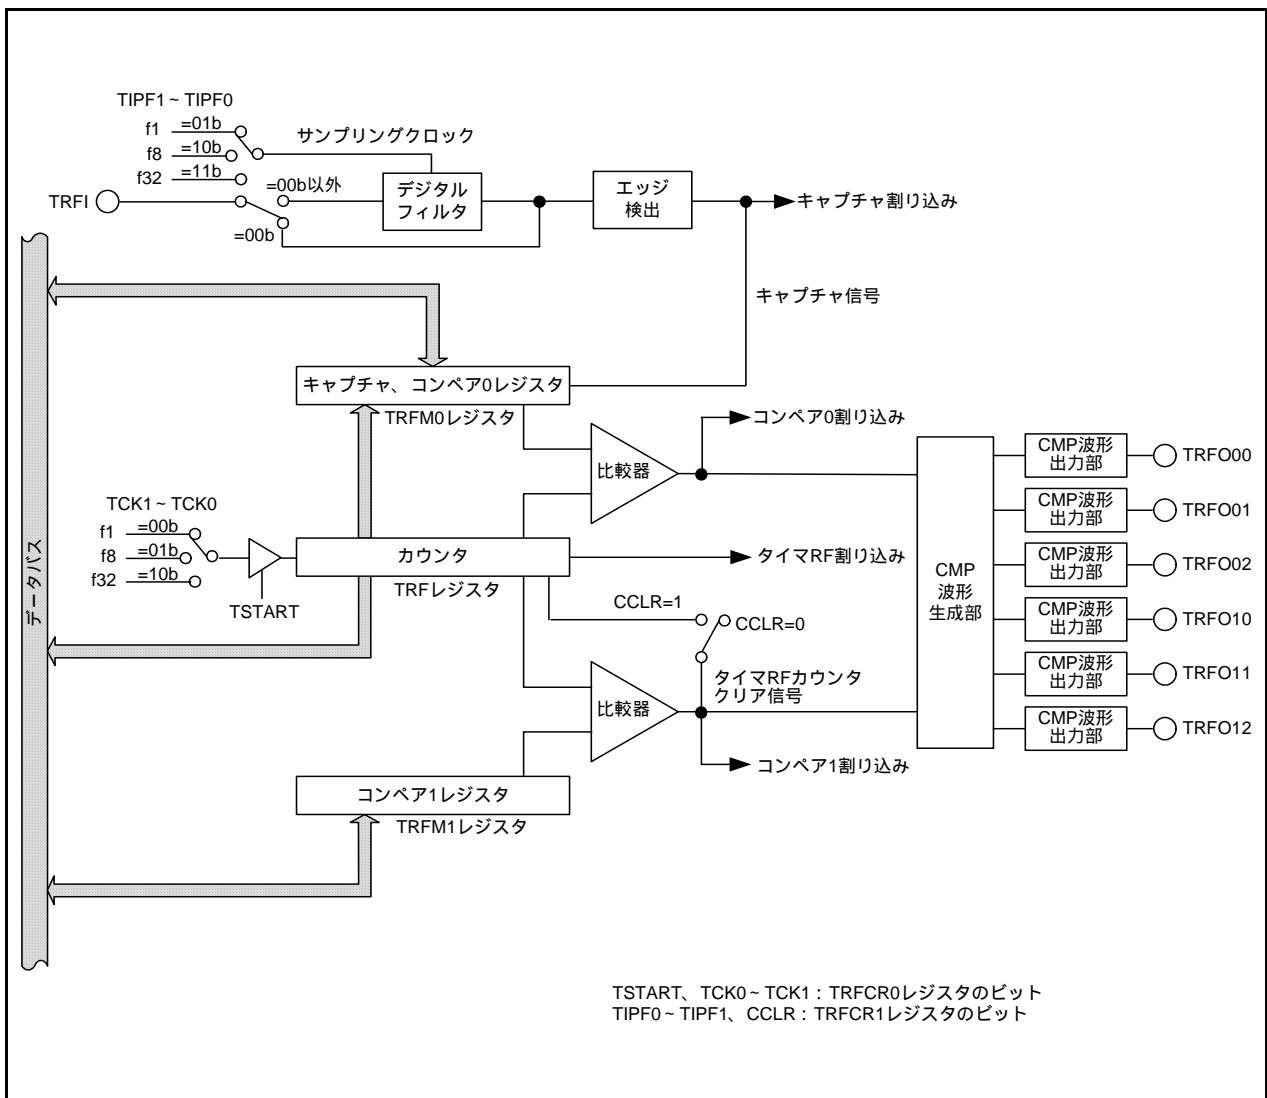 TIPF1~TIPF0
f1 =01b
f8 =10b
f32 =11b
サンプリングクロック
TRFI
=00b以外
=00b
デジタル
フィルタ
エッジ
検出
キャプチャ割り込み
キャプチャ信号
キャプチャ、コンペア0レジスタ
TRFM0レジスタ
コンペア0割り込み
比較器
TCK1~TCK0
f1 =00b
f8 =01b
f32 =10b
TSTART
カウンタ
TRFレジスタ
タイマRF割り込み
CCLR=1
CCLR=0
タイマRFカウンタ
クリア信号
比較器
コンペア1割り込み
コンペア1レジスタ
TRFM1レジスタ
データバス
CMP
波形
生成部
CMP波形
出力部
TRFO00
CMP波形
出力部
TRFO01
CMP波形
出力部
TRFO02
CMP波形
出力部
TRFO10
CMP波形
出力部
TRFO11
CMP波形
出力部
TRFO12
TSTART、TCK0~TCK1:TRFCR0レジスタのビット
TIPF0~TIPF1、CCLR:TRFCR1レジスタのビット